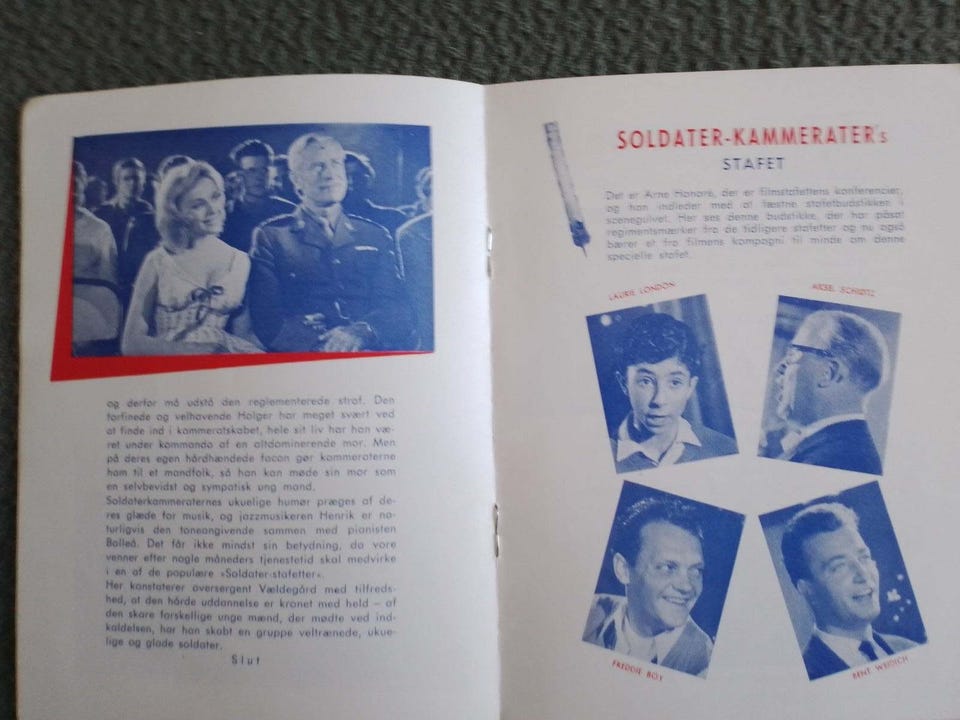 og derfor må udstå den reglementerede straf. Den
forfinede og velhavende Holger har meget svært ved
at finde ind i kammeratskabet, hele sit liv har han væ-
ret under kommando af en altdominerende mor. Men
på deres egen hårdhændede facon gør kammeraterne
ham til et mandfolk, så han kan møde sin mor som
en selvbevidst og sympatisk ung mand.
Soldaterkammeraternes ukuelige humør præges af de-
res glæde for musik, og jazzmusikeren Henrik er na-
turligvis den toneangivende sammen med pianisten
Balleå. Det får ikke mindst sin betydning, da vore
venner efter nogle måneders tjenestetid skal medvirke
i en af de populære »Soldater-stafetter«.
Her konstaterer oversergent Vældegård med tilfreds-
hed, at den hårde uddannelse er kronet med held – af
den skare forskellige unge mænd, der mødte ved ind-
kaldelsen, har han skabt en gruppe veltrænede, ukue-
lige og glade soldater.
Slut
SOLDATER-KAMMERATER's
STAFET
Det er Arne Honoré, der er filmstafettens konferencier,
og han indleder med at fæstne stafetbudstikken i
scenegulvet. Her ses denne budstikke, der har påsat
regimentsmærker fra de tidligere stafetter og nu også
bærer et fra filmens kompagni til minde om denne
specielle stafet.
LAURIE LONDON
AKSEL SCHIØTZ
FREDDIE BOY
BENT WEIDICH